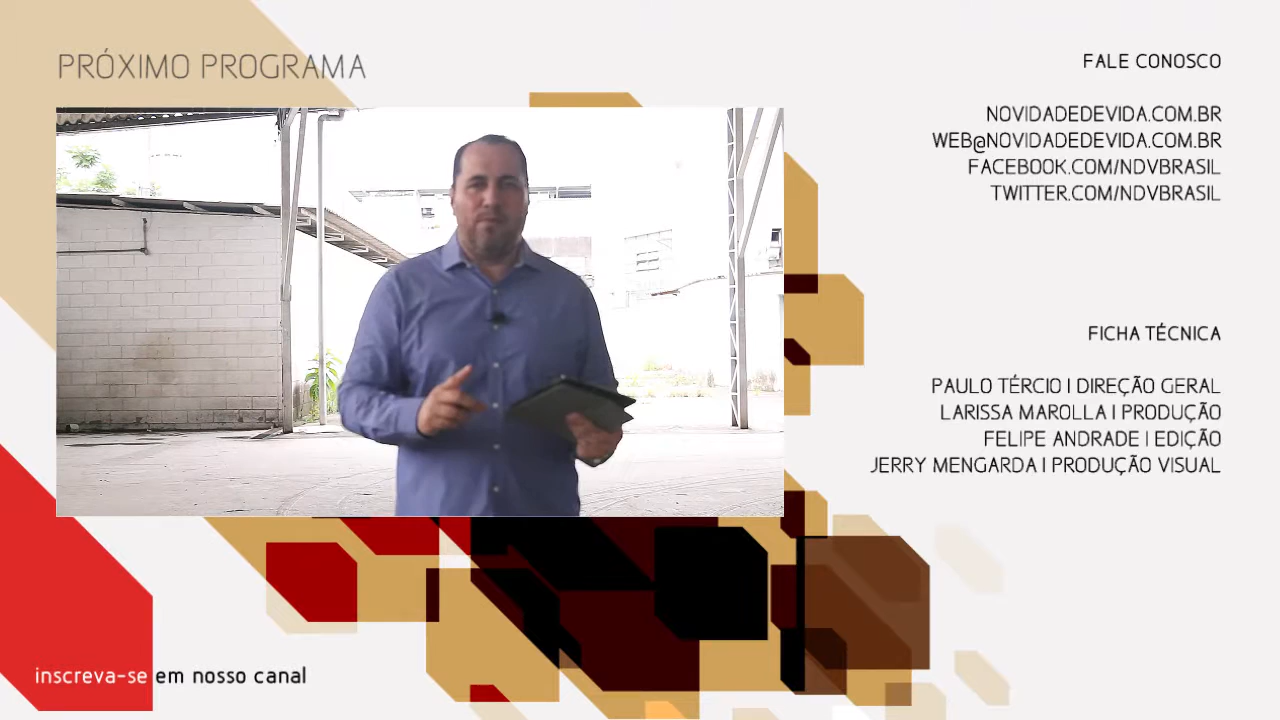 PRÓXIMO PROGRAMA
FALE CONOSCO
NOVIDADEDEVIDA.COM.BR
WEB@NOVIDADEDEVIDA.COM.BR
FACEBOOK.COM/NDVBRASIL
TWITTER.COM/NDVBRASIL
FICHA TÉCNICA
PAULO TÉRCIO | DIREÇÃO GERAL
LARISSA MAROLLA | PRODUÇÃO
FELIPE ANDRADE | EDIÇÃO
JERRY MENGARDA | PRODUÇÃO VISUAL
inscreva-se em nosso canal